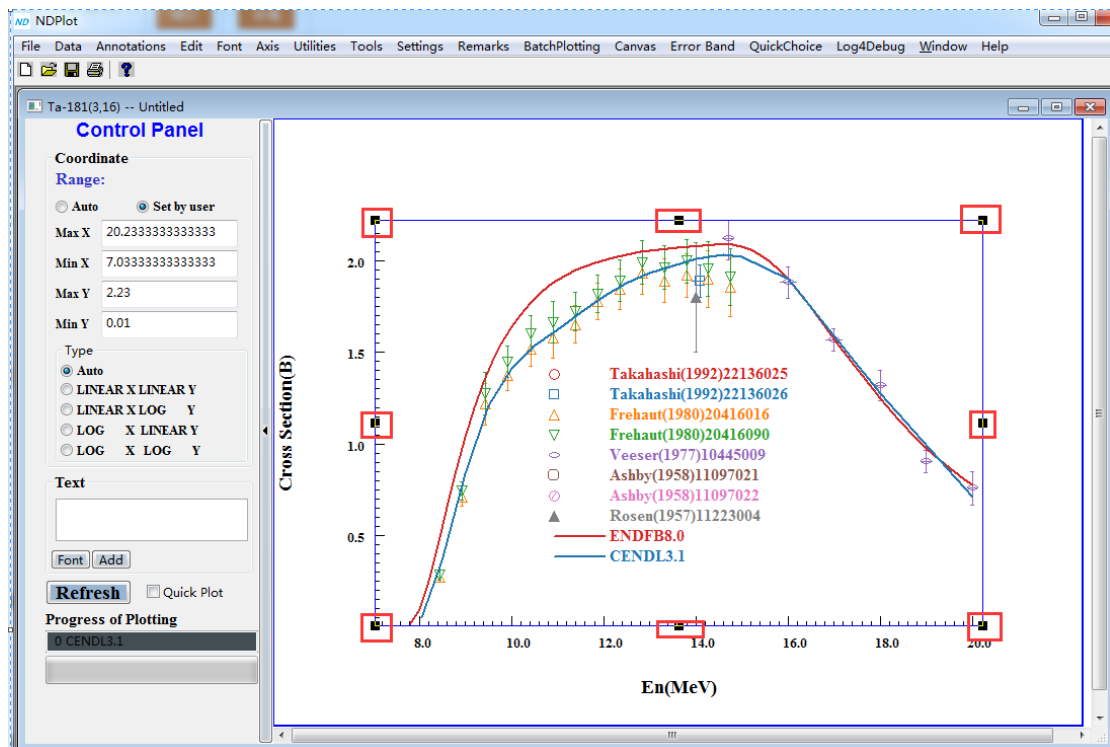 ND NDPlot
File Data Annotations Edit Font Axis Utilities Tools Settings Remarks BatchPlotting Canvas Error Band QuickChoice Log4Debug Window Help
Ta-181(3,16) -- Untitled
Control Panel
Coordinate
Range:
Auto Set by user
Max X 20.2333333333333
Min X 7.03333333333333
Max Y 2.23
Min Y 0.01
Type
Auto
LINEAR X LINEAR Y
LINEAR X LOG Y
LOG X LINEAR Y
LOG X LOG Y
Text
Font Add
Refresh Quick Plot
Progress of Plotting
0 CENDL3.1
Cross Section(B)
2.0
1.5
1.0
0.5
Takahashi(1992)22136025
Takahashi(1992)22136026
Frehaut(1980)20416016
Frehaut(1980)20416090
Veeser(1977)10445009
Ashby(1958)11097021
Ashby(1958)11097022
Rosen(1957)11223004
ENDFB8.0
CENDL3.1
8.0 10.0 12.0 14.0 16.0 18.0 20.0
En(MeV)